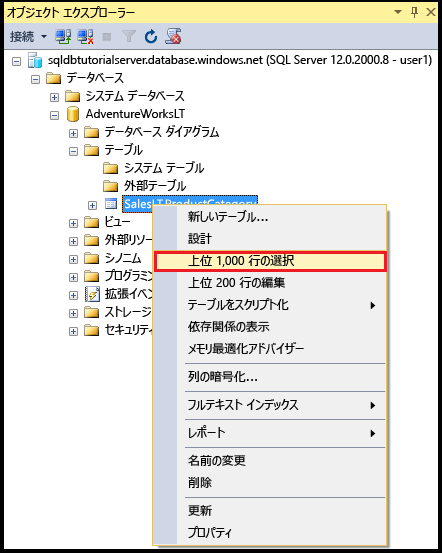 オブジェクト エクスプローラー
接続
sqldbtutorialserver.database.windows.net (SQL Server 12.0.2000.8 - user1)
データベース
システム データベース
AdventureWorksLT
データベース ダイアグラム
テーブル
システム テーブル
外部テーブル
SalesLT.ProductCategory
ビュー
外部リソー
シノニム
プログラミン
拡張イベン
ストレージ
セキュリティ
新しいテーブル...
設計
上位 1,000 行の選択
上位 200 行の編集
テーブルをスクリプト化
依存関係の表示
メモリ最適化アドバイザー
列の暗号化...
フルテキスト インデックス
レポート
名前の変更
削除
更新
プロパティ